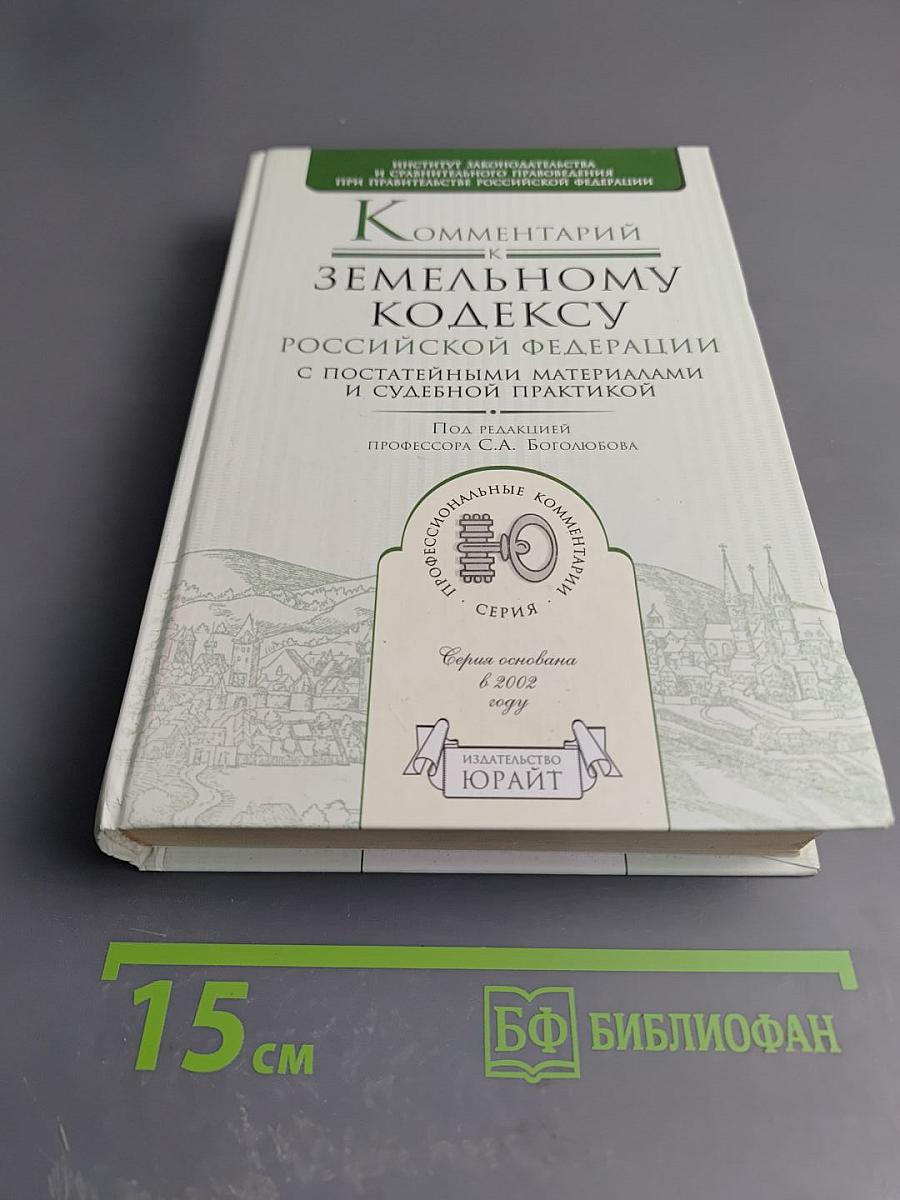 ИНСТИТУТ ЗАКОНОДАТЕЛЬСТВА
И СРАВНИТЕЛЬНОГО ПРАВОВЕДЕНИЯ
ПРИ ПРАВИТЕЛЬСТВЕ РОССИЙСКОЙ ФЕДЕРАЦИИ
КОММЕНТАРИЙ
К
ЗЕМЕЛЬНОМУ
КОДЕКСУ
РОССИЙСКОЙ ФЕДЕРАЦИИ
С ПОСТАТЕЙНЫМИ МАТЕРИАЛАМИ
И СУДЕБНОЙ ПРАКТИКОЙ
ПОД РЕДАКЦИЕЙ
ПРОФЕССОРА С.А. БОГОЛЮБОВА
ПРОФЕССИОНАЛЬНЫЕ КОММЕНТАРИИ
· СЕРИЯ ·
Серия основана
в 2002
году
ИЗДАТЕЛЬСТВО
ЮРАЙТ
15 см
БФ БИБЛИОФАН